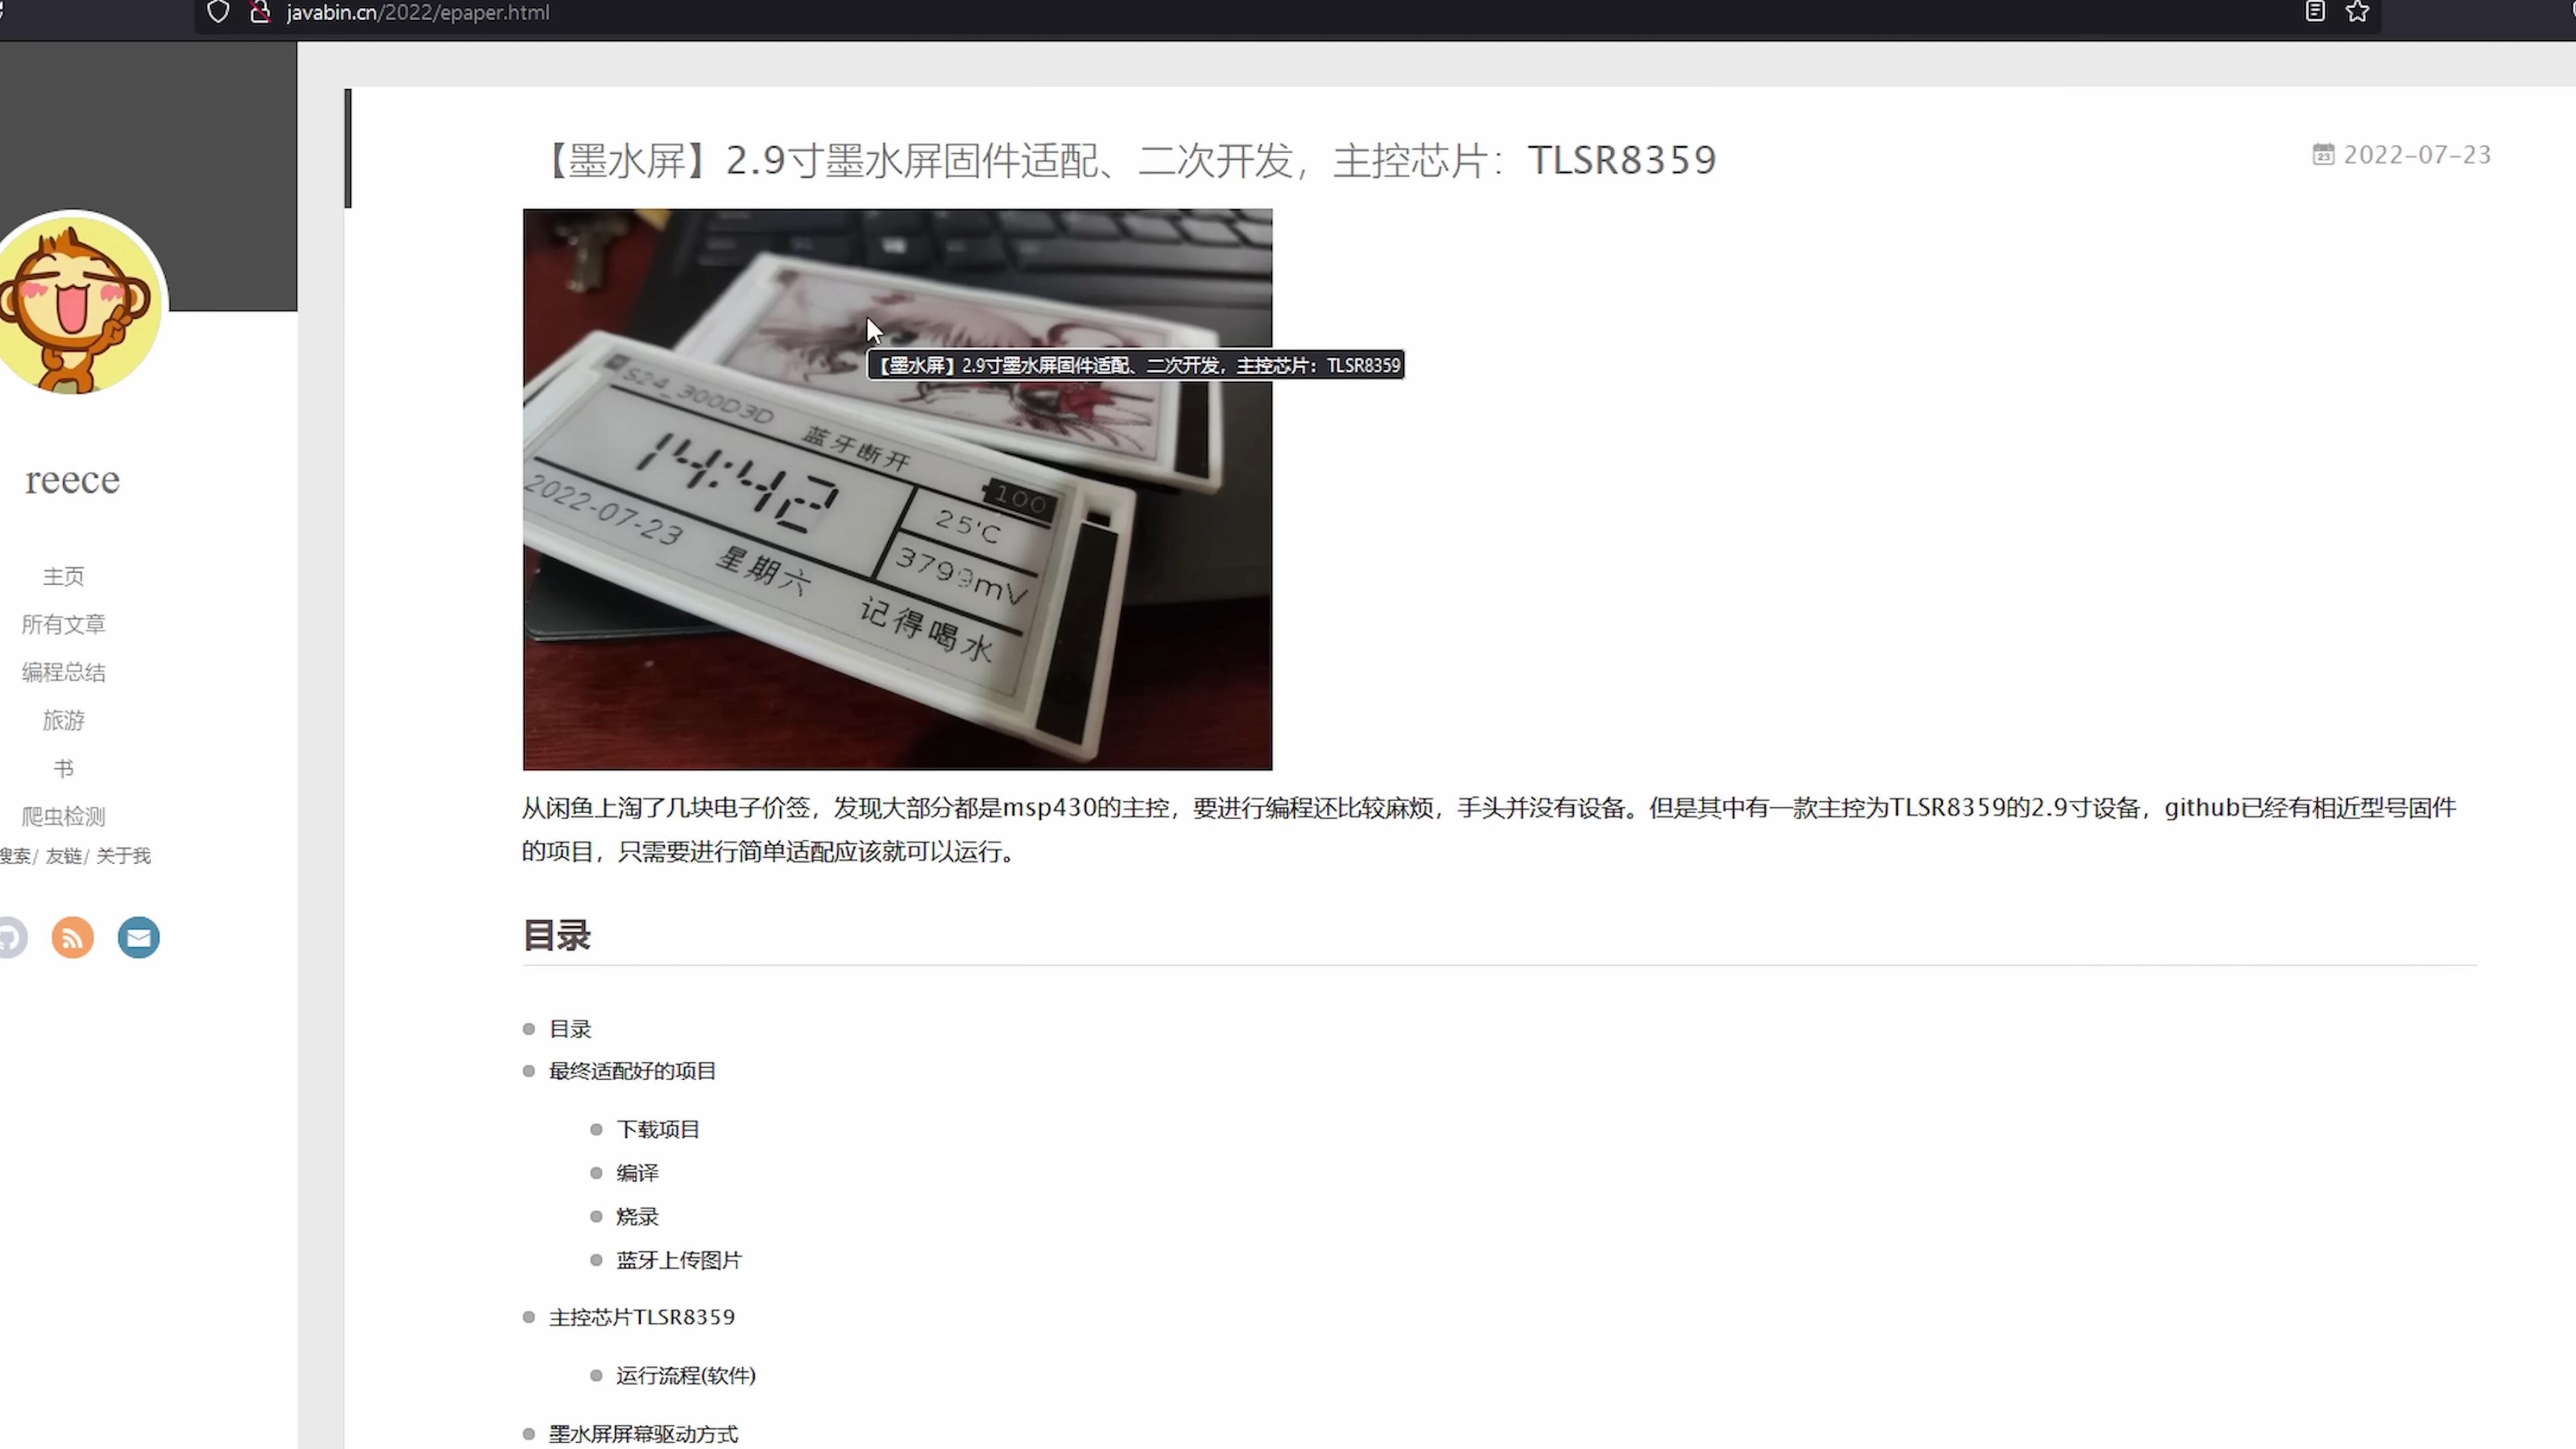 javabin.cn/2022/epaper.html
【墨水屏】2.9寸墨水屏固件适配、二次开发，主控芯片：TLSR8359
2022-07-23
【墨水屏】2.9寸墨水屏固件适配、二次开发，主控芯片：TLSR8359
S24_300D3D 蓝牙断开
100
14:42
25'C
3799mV
2022-07-23 星期六
记得喝水
reece
主页
所有文章
编程总结
旅游
书
爬虫检测
搜索/ 友链/ 关于我
从闲鱼上淘了几块电子价签，发现大部分都是msp430的主控，要进行编程还比较麻烦，手头并没有设备。但是其中有一款主控为TLSR8359的2.9寸设备，github已经有相近型号固件
的项目，只需要进行简单适配应该就可以运行。
目录
目录
最终适配好的项目
下载项目
编译
烧录
蓝牙上传图片
主控芯片TLSR8359
运行流程(软件)
墨水屏屏幕驱动方式